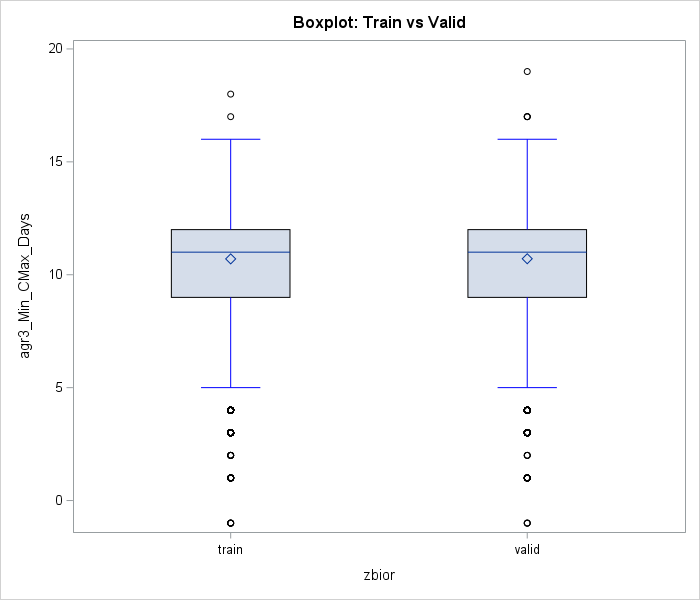 Boxplot: Train vs Valid
20
15
10
5
0
agr3_Min_CMax_Days
train
valid
zbior